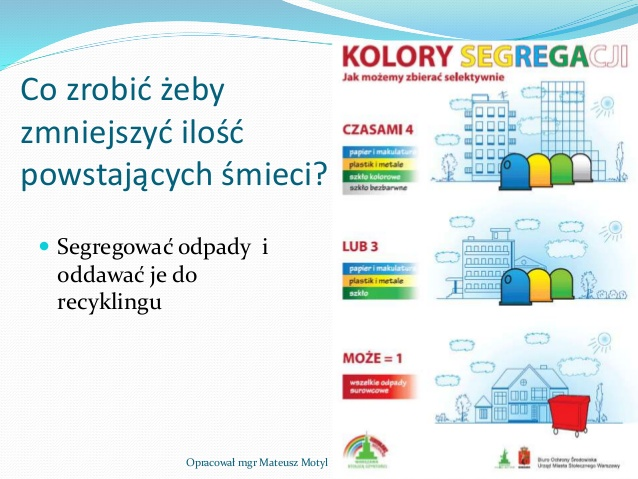 Co zrobić żeby
zmniejszyć ilość
powstających śmieci?
Segregować odpady i
oddawać je do
recyklingu
Opracował mgr Mateusz Motyl
KOLORY SEGREGACJI
Jak możemy zbierać selektywnie
CZASAMI 4
papier i makulatura
plastik i metale
szkło kolorowe
szkło bezbarwne
LUB 3
papier i makulatura
plastik i metale
szkło
MOŻE = 1
wszelkie odpady
surowcowe
Biuro Ochrony Środowiska
Urząd Miasta Stołecznego Warszawy